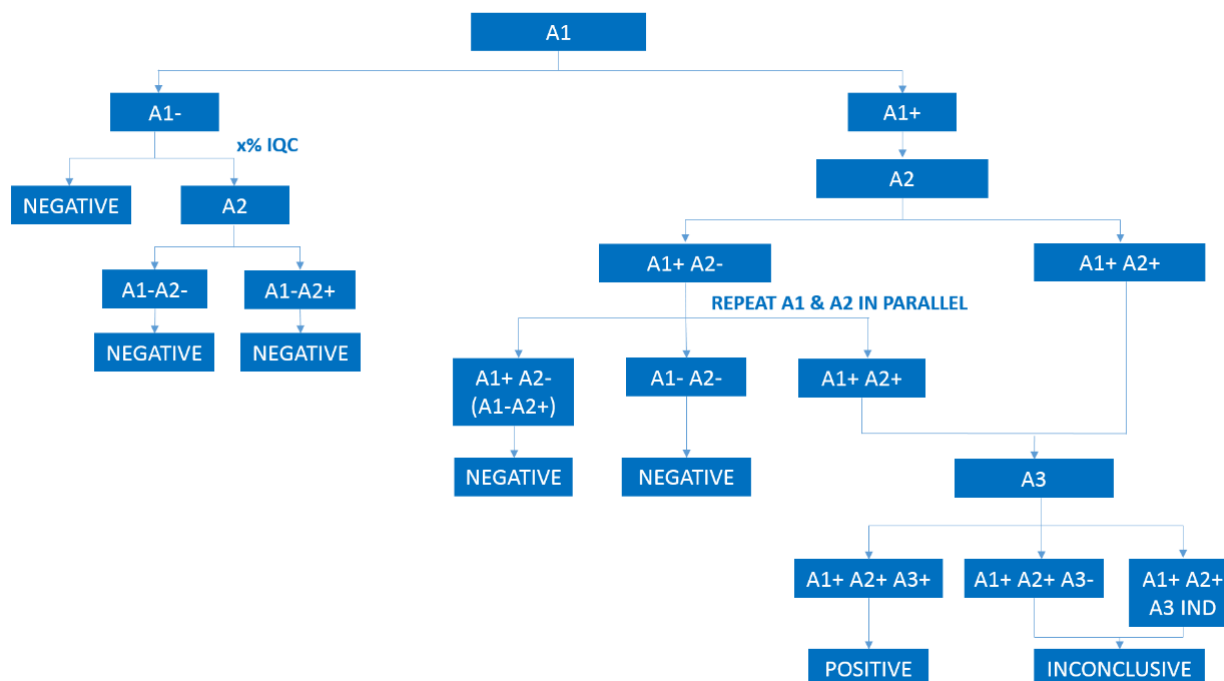 A1
A1-
A1+
x% IQC
A2
NEGATIVE
A2
A1+ A2-
A1+ A2+
A1-A2-
A1-A2+
REPEAT A1 & A2 IN PARALLEL
NEGATIVE
NEGATIVE
A1+ A2-
(A1-A2+)
A1- A2-
A1+ A2+
NEGATIVE
NEGATIVE
A3
A1+ A2+ A3+
A1+ A2+ A3-
A1+ A2+
A3 IND
POSITIVE
INCONCLUSIVE